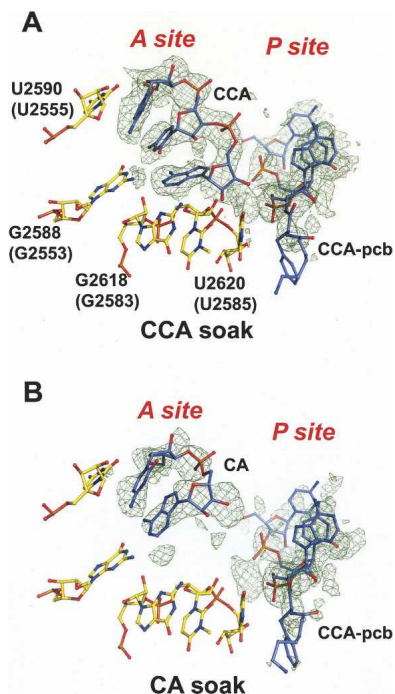 A
A site
P site
U2590
(U2555)
CCA
G2588
(G2553)
G2618
(G2583)
U2620
(U2585)
CCA-pcb
CCA soak
B
A site
P site
CA
CCA-pcb
CA soak